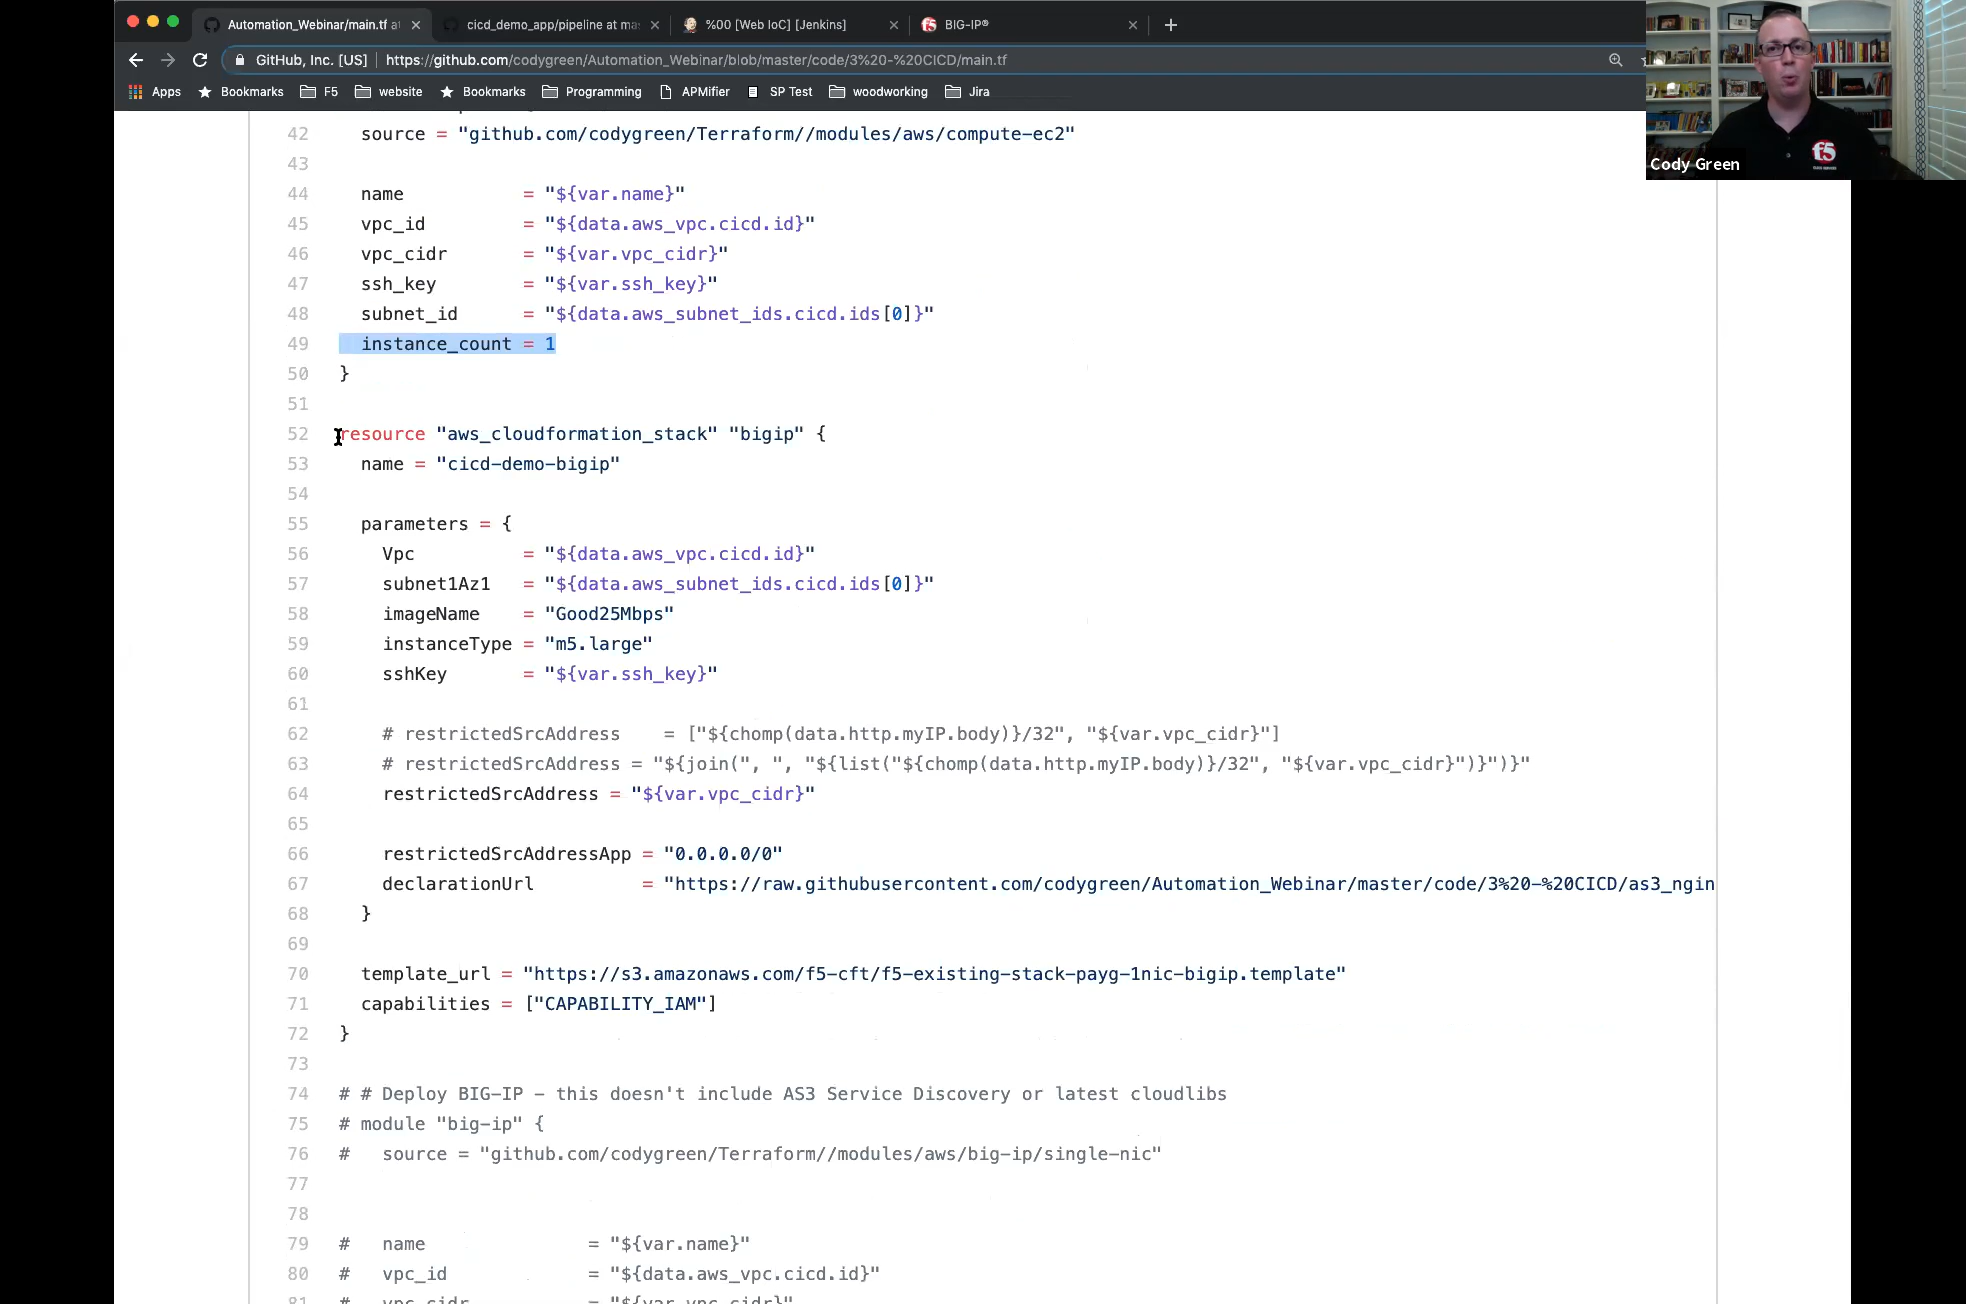 Automation_Webinar/main.tf at
cicd_demo_app/pipeline at mas
%00 [Web IoC] [Jenkins]
BIG-IP®
GitHub, Inc. [US] | https://github.com/codygreen/Automation_Webinar/blob/master/code/3%20-%20CICD/main.tf
Apps Bookmarks F5 website Bookmarks Programming APMifier SP Test woodworking Jira
f5
Cody Green
42 source = "github.com/codygreen/Terraform//modules/aws/compute-ec2"
43
44 name = "${var.name}"
45 vpc_id = "${data.aws_vpc.cicd.id}"
46 vpc_cidr = "${var.vpc_cidr}"
47 ssh_key = "${var.ssh_key}"
48 subnet_id = "${data.aws_subnet_ids.cicd.ids[0]}"
49 instance_count = 1
50 }
51
52 resource "aws_cloudformation_stack" "bigip" {
53 name = "cicd-demo-bigip"
54
55 parameters = {
56 Vpc = "${data.aws_vpc.cicd.id}"
57 subnet1Az1 = "${data.aws_subnet_ids.cicd.ids[0]}"
58 imageName = "Good25Mbps"
59 instanceType = "m5.large"
60 sshKey = "${var.ssh_key}"
61
62 # restrictedSrcAddress = ["${chomp(data.http.myIP.body)}/32", "${var.vpc_cidr}"]
63 # restrictedSrcAddress = "${join(", ", "${list("${chomp(data.http.myIP.body)}/32", "${var.vpc_cidr}")}")}"
64 restrictedSrcAddress = "${var.vpc_cidr}"
65
66 restrictedSrcAddressApp = "0.0.0.0/0"
67 declarationUrl = "https://raw.githubusercontent.com/codygreen/Automation_Webinar/master/code/3%20-%20CICD/as3_ngin
68 }
69
70 template_url = "https://s3.amazonaws.com/f5-cft/f5-existing-stack-payg-1nic-bigip.template"
71 capabilities = ["CAPABILITY_IAM"]
72 }
73
74 # # Deploy BIG-IP - this doesn't include AS3 Service Discovery or latest cloudlibs
75 # module "big-ip" {
76 # source = "github.com/codygreen/Terraform//modules/aws/big-ip/single-nic"
77
78
79 # name = "${var.name}"
80 # vpc_id = "${data.aws_vpc.cicd.id}"
81 # vpc_cidr = "${var.vpc_cidr}"